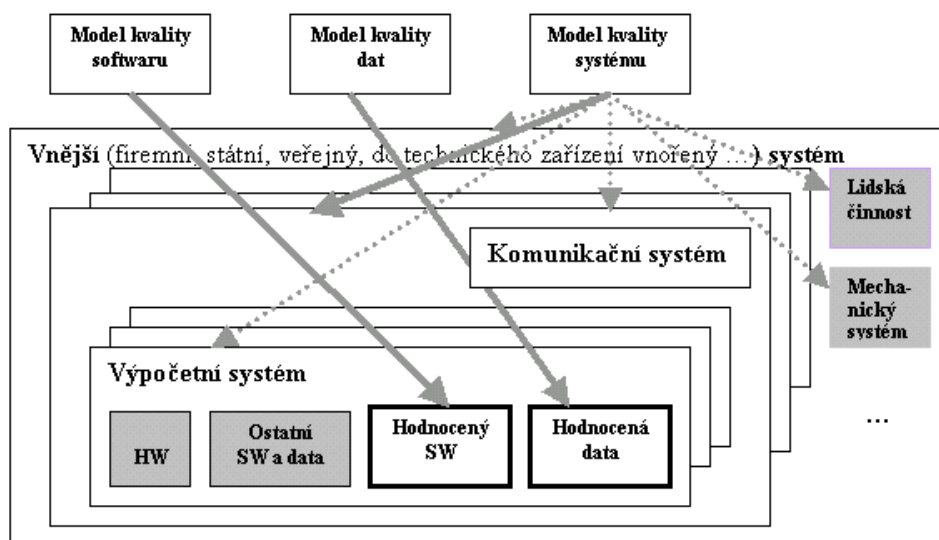 Model kvality
softwaru
Model kvality
dat
Model kvality
systému
Vnější (firemní, státní, veřejný, do technického zařízení vnořený ...) systém
Lidská
činnost
Komunikační systém
Mecha-
nický
systém
Výpočetní systém
HW
Ostatní
SW a data
Hodnocený
SW
Hodnocená
data
...